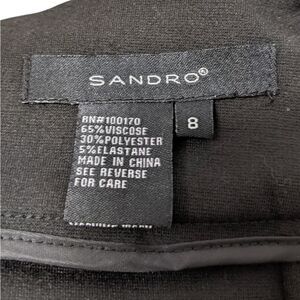 SANDRO®
8
RN#100170
65%VISCOSE
30%POLYESTER
5%ELASTANE
MADE IN CHINA
SEE REVERSE
FOR CARE